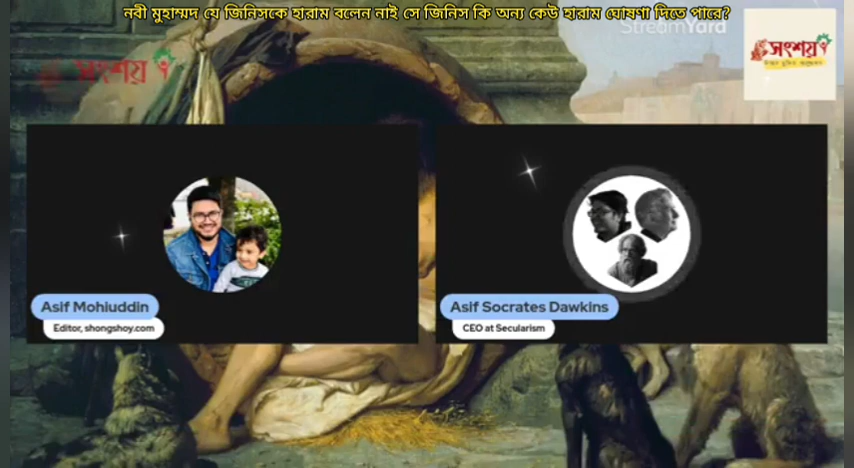 নবী মুহাম্মদ যে জিনিসকে হারাম বলেন নাই সে জিনিস কি অন্য কেউ হারাম ঘোষণা দিতে পারে?
StreamYard
সংশয়
সংশয়
Asif Mohiuddin
Editor, shongshoy.com
Asif Socrates Dawkins
CEO at Secularism